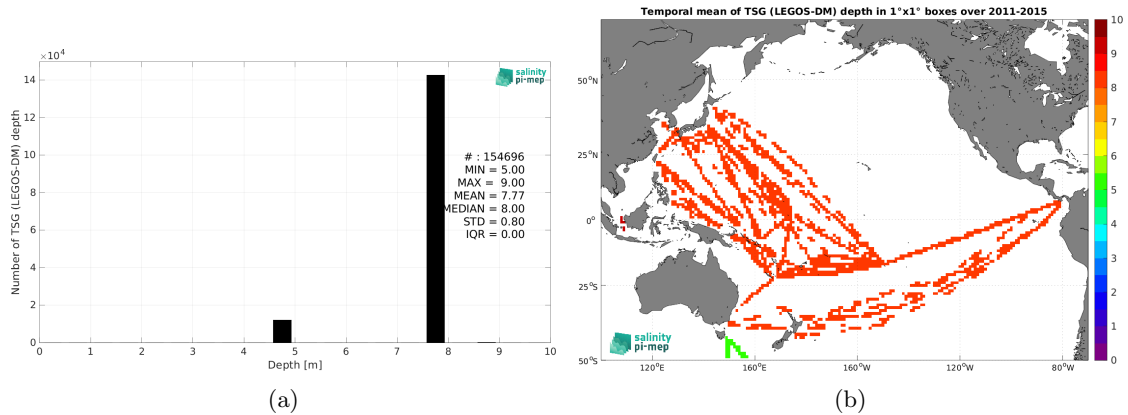 ×10⁴
14
12
10
8
6
4
2
0
Number of TSG (LEGOS-DM) depth
salinity
pi-mep
# : 154696
MIN = 5.00
MAX = 9.00
MEAN = 7.77
MEDIAN = 8.00
STD = 0.80
IQR = 0.00
0 1 2 3 4 5 6 7 8 9 10
Depth [m]
(a)
Temporal mean of TSG (LEGOS-DM) depth in 1°x1° boxes over 2011-2015
50°N
25°N
0°
25°S
50°S
salinity
pi-mep
120°E 160°E 160°W 120°W 80°W
10
9
8
7
6
5
4
3
2
1
0
(b)